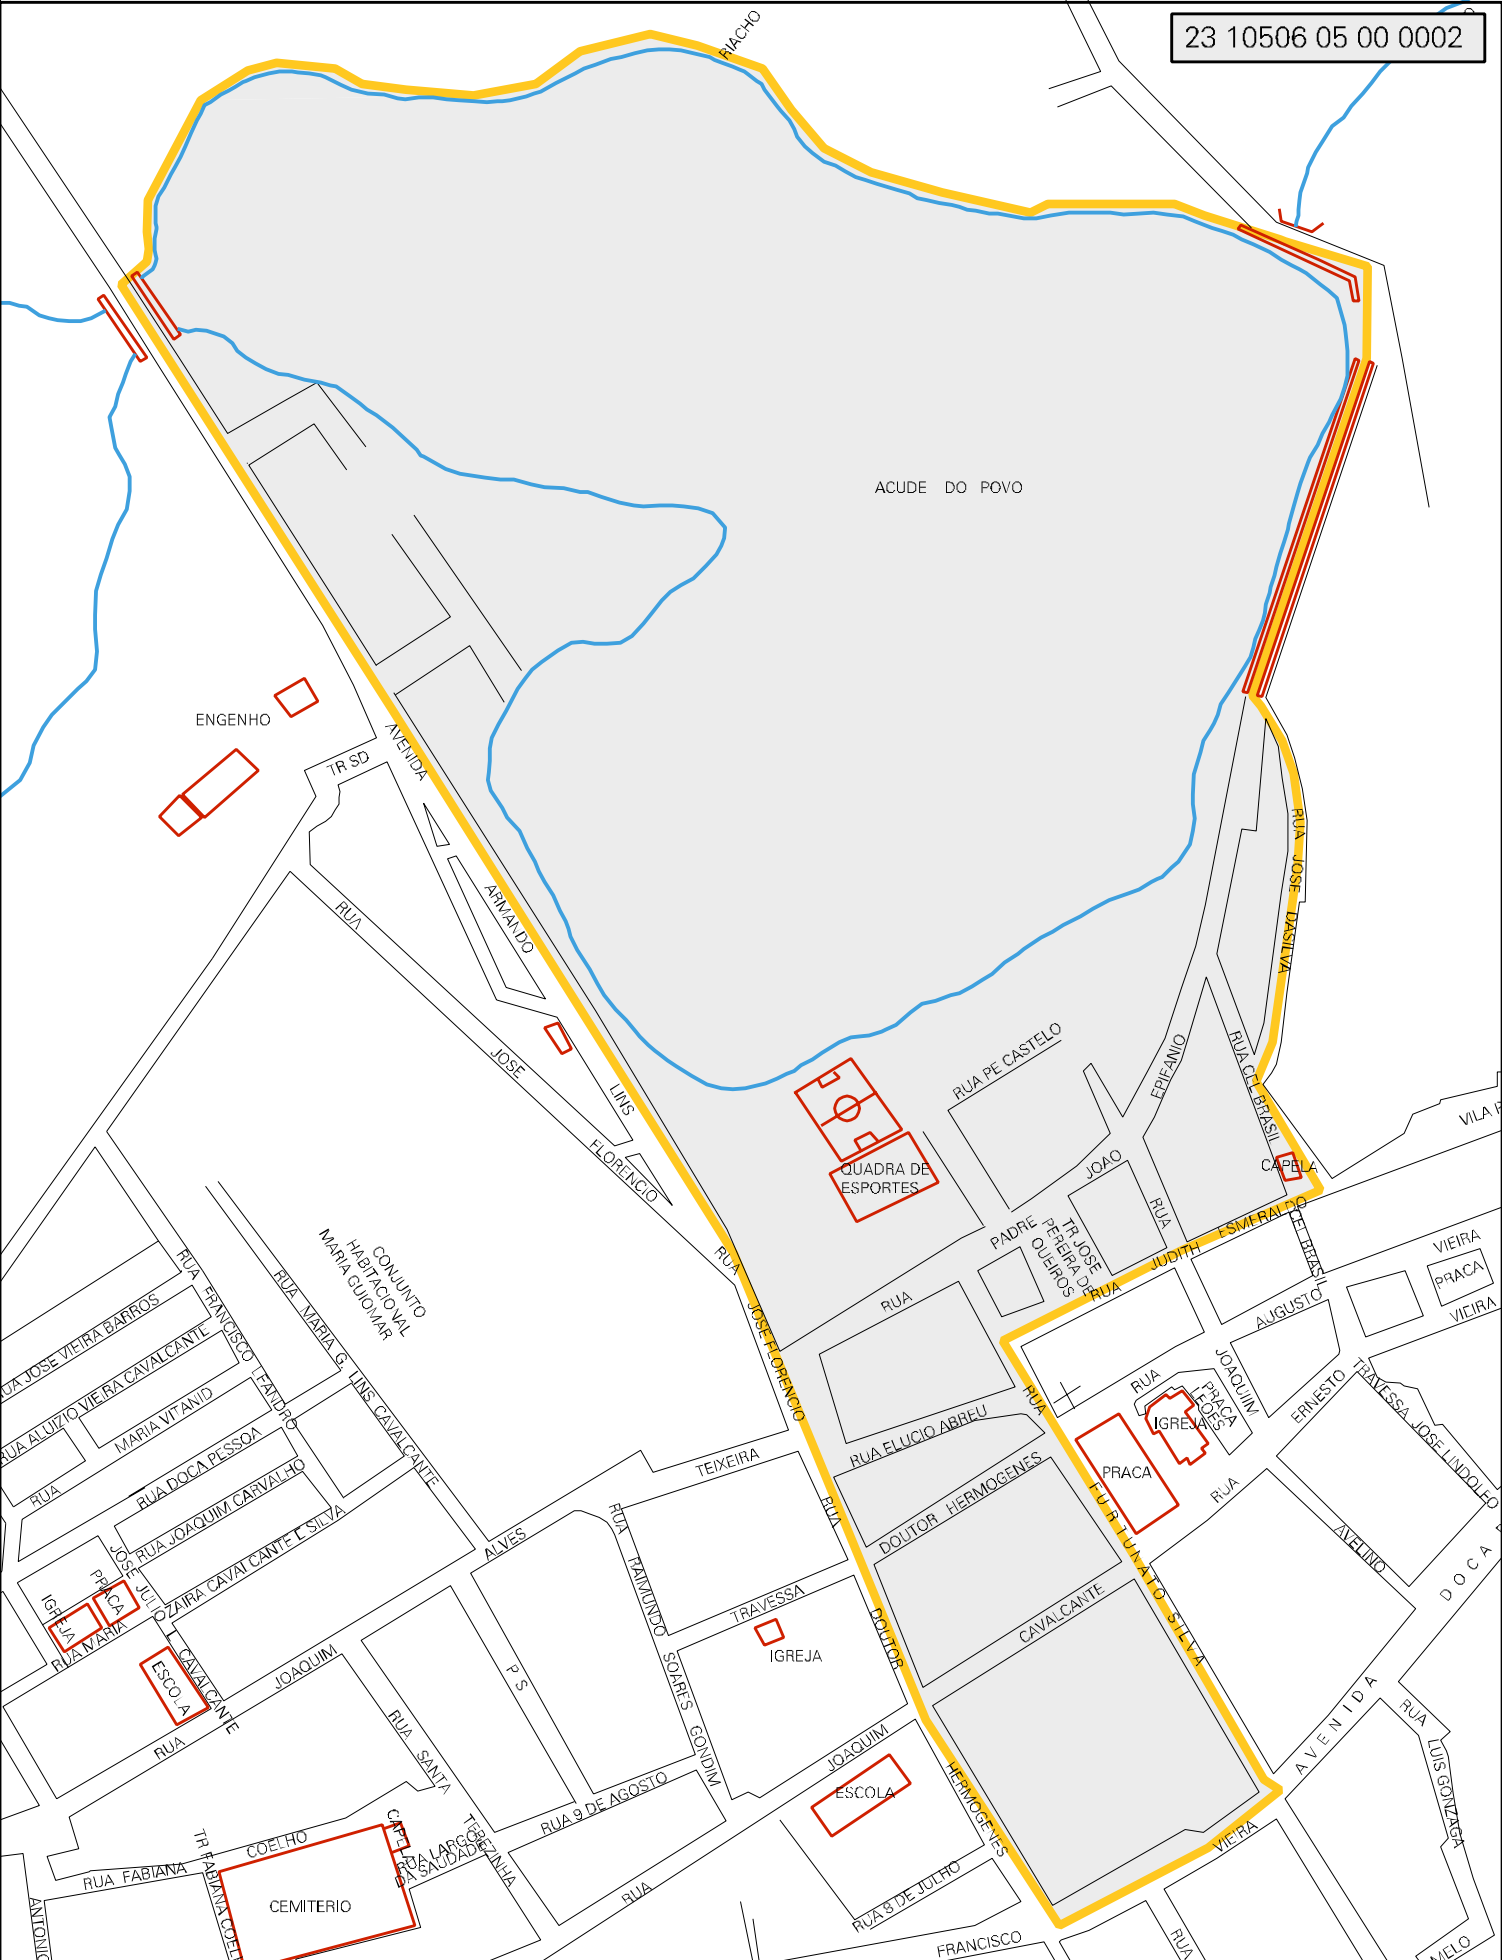 RIACHO
23 10506 05 00 0002
ACUDE DO POVO
ENGENHO
TR SD
AVENIDA
ARMANDO
LINS
RUA
JOSE
FLORENCIO
RUA
JOSE
DASILVA
RUA PE CASTELO
EPIFANIO
RUA CEL BRASIL
VILA
QUADRA DE
ESPORTES
JOAO
CAPELA
RUA
PADRE
TR JOSE
PEREIRA DE
QUEIROS
RUA
JUDITH
ESMERALDO
CEL BRASIL
VIEIRA
PRACA
VIEIRA
AUGUSTO
CONJUNTO
HABITACIONAL
MARIA GUIOMAR
RUA
FRANCISCO
LEANDRO
RUA MARIA G. LINS CAVALCANTE
RUA
JOSE FLORENCIO
RUA
RUA JOSE VIEIRA BARROS
RUA ALUIZIO VIEIRA CAVALCANTE
MARIA VITANID
RUA
RUA DOCA PESSOA
RUA JOAQUIM CARVALHO
OZAIRA CAVALCANTE E SILVA
RUA
RUA
JOAQUIM
PRACA
LEOES
IGREJA
PRACA
ERNESTO
TRAVESSA JOSE LINDOLFO
RUA ELUCIO ABREU
DOUTOR HERMOGENES
TEIXEIRA
ALVES
RUA
FURTUNATO SILVA
RUA
AVELINO
DOCA
RUA
RAIMUNDO
SOARES
GONDIM
TRAVESSA
IGREJA
DOUTOR
CAVALCANTE
JOSE JULIO
L CAVALCANTE
PRACA
IGREJA
RUA MARIA
ESCOLA
JOAQUIM
RUA
P S
RUA SANTA
TEREZINHA
AVENIDA
RUA
LUIS GONZAGA
JOAQUIM
ESCOLA
HERMOGENES
RUA 9 DE AGOSTO
VIEIRA
COELHO
RUA FABIANA
TR FABIANA COEL
CAPELA
RUA LARGO
DA SAUDADE
CEMITERIO
ANTONIO
RUA
RUA 8 DE JULHO
FRANCISCO
RUA
MELO